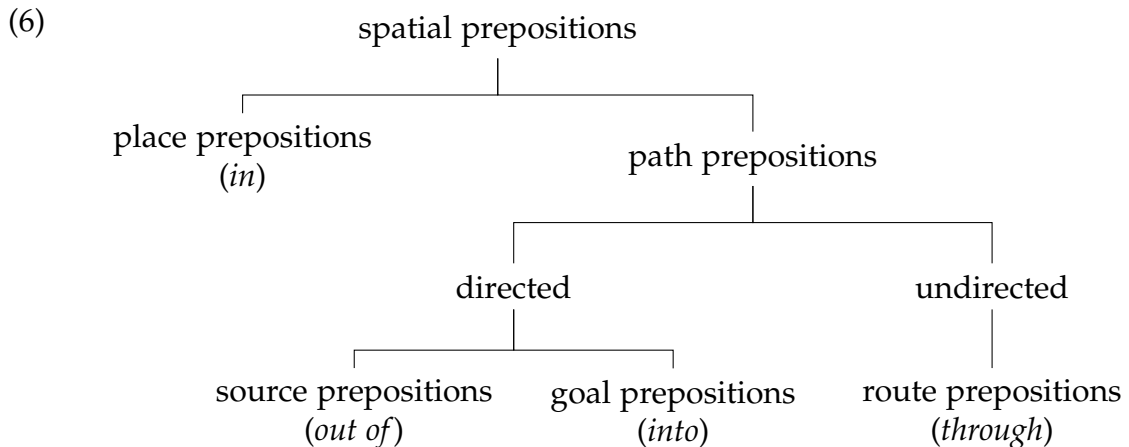 (6)
spatial prepositions
place prepositions
(in)
path prepositions
directed
undirected
source prepositions
(out of)
goal prepositions
(into)
route prepositions
(through)